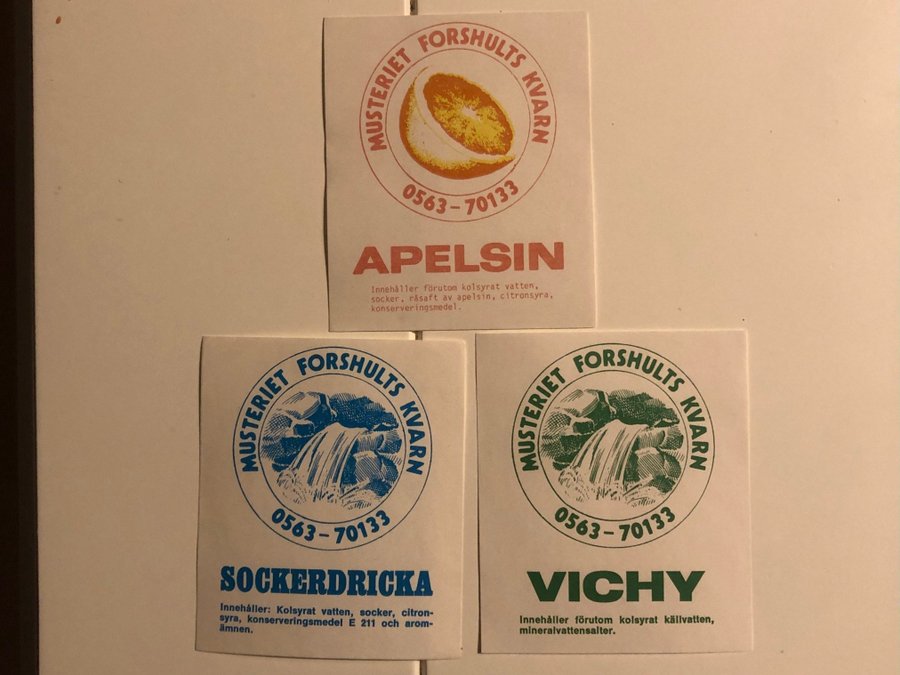 MUSTERIET FORSHULTS KVARN
0563-70133
APELSIN
Innehåller förutom kolsyrat vatten,
socker, råsaft av apelsin, citronsyra,
konserveringsmedel.
MUSTERIET FORSHULTS KVARN
0563-70133
SOCKERDRICKA
Innehåller: Kolsyrat vatten, socker, citron-
syra, konserveringsmedel E 211 och arom-
ämnen.
MUSTERIET FORSHULTS KVARN
0563-70133
VICHY
Innehåller förutom kolsyrat källvatten,
mineralvattensalter.